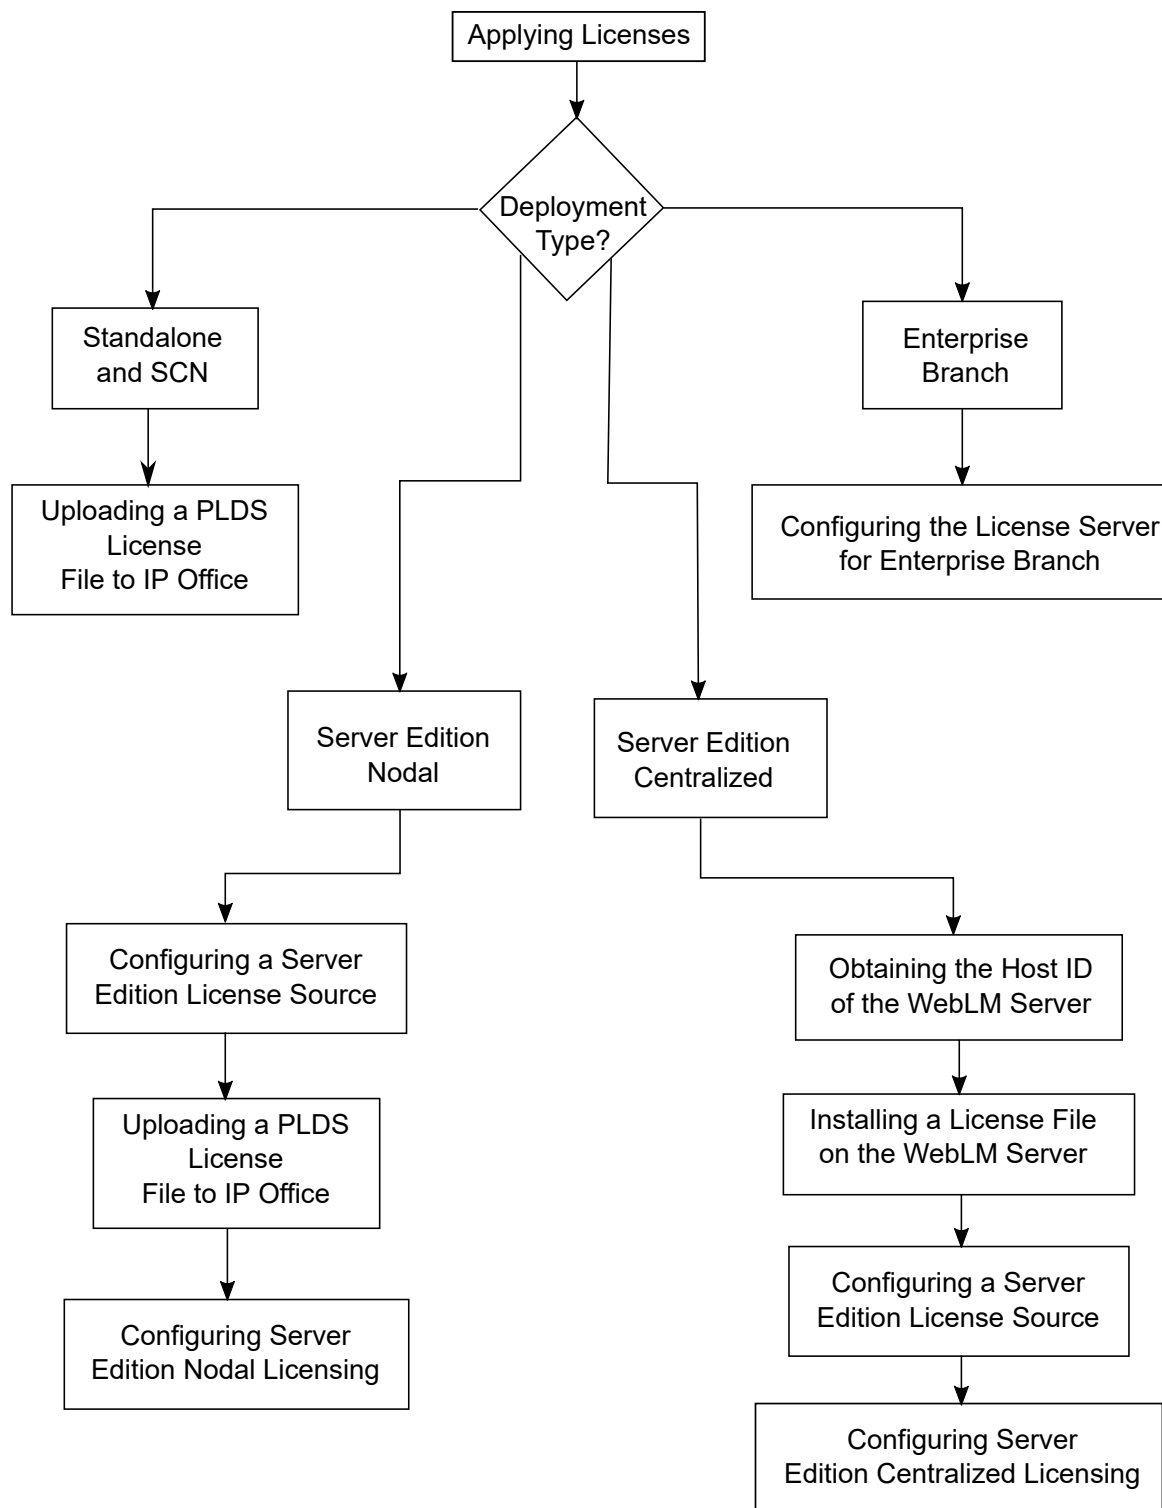 Applying Licenses
Deployment
Type?
Standalone
and SCN
Enterprise
Branch
Uploading a PLDS
License
File to IP Office
Configuring the License Server
for Enterprise Branch
Server Edition
Nodal
Server Edition
Centralized
Configuring a Server
Edition License Source
Obtaining the Host ID
of the WebLM Server
Uploading a PLDS
License
File to IP Office
Installing a License File
on the WebLM Server
Configuring a Server
Edition License Source
Configuring Server
Edition Nodal Licensing
Configuring Server
Edition Centralized Licensing